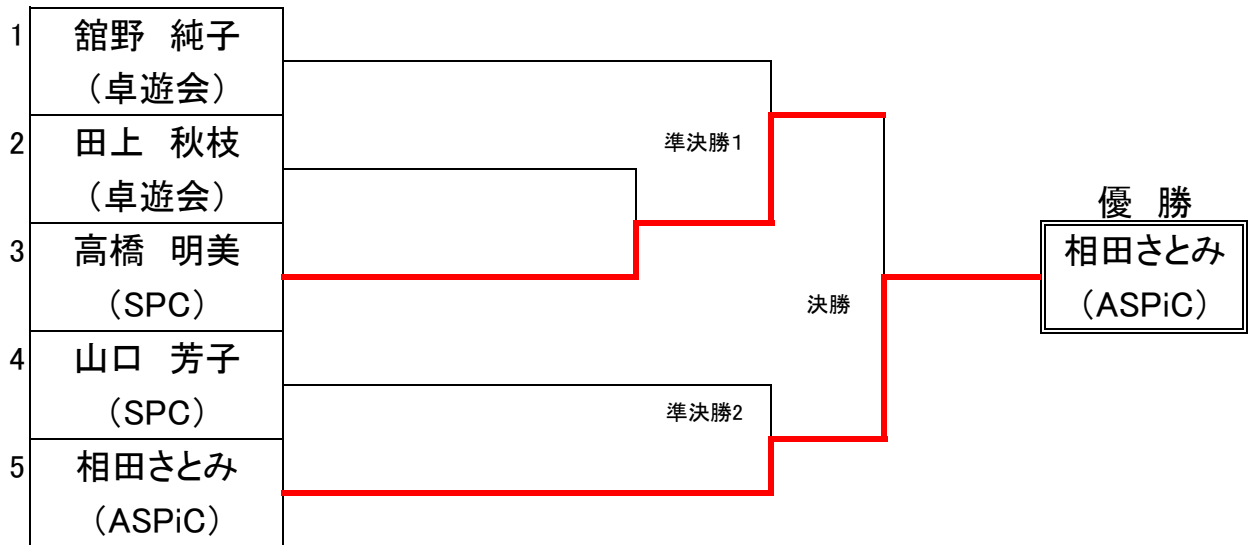 1
舘野　純子
（卓遊会）
2
田上　秋枝
（卓遊会）
3
高橋　明美
（SPC）
4
山口　芳子
（SPC）
5
相田さとみ
（ASPiC）
準決勝1
準決勝2
決勝
優　勝
相田さとみ
（ASPiC）